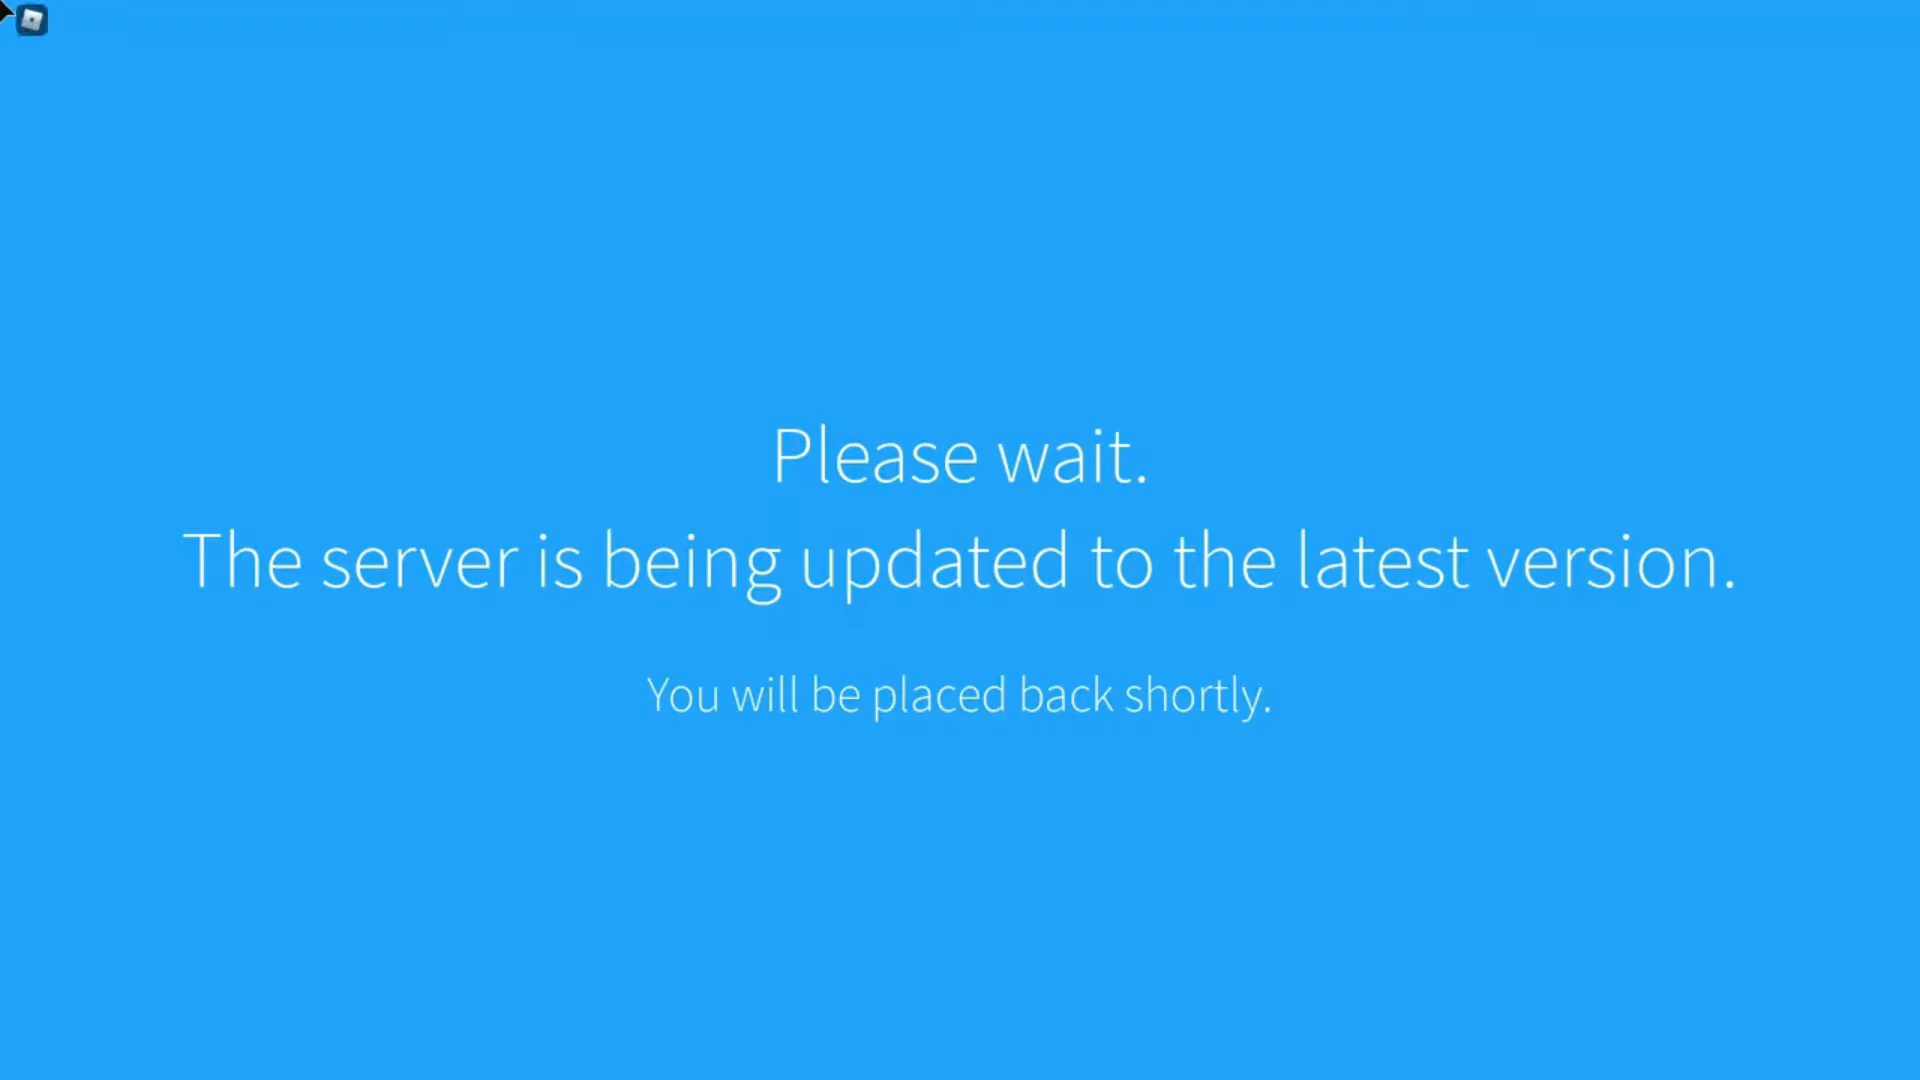 Please wait.
The server is being updated to the latest version.
You will be placed back shortly.